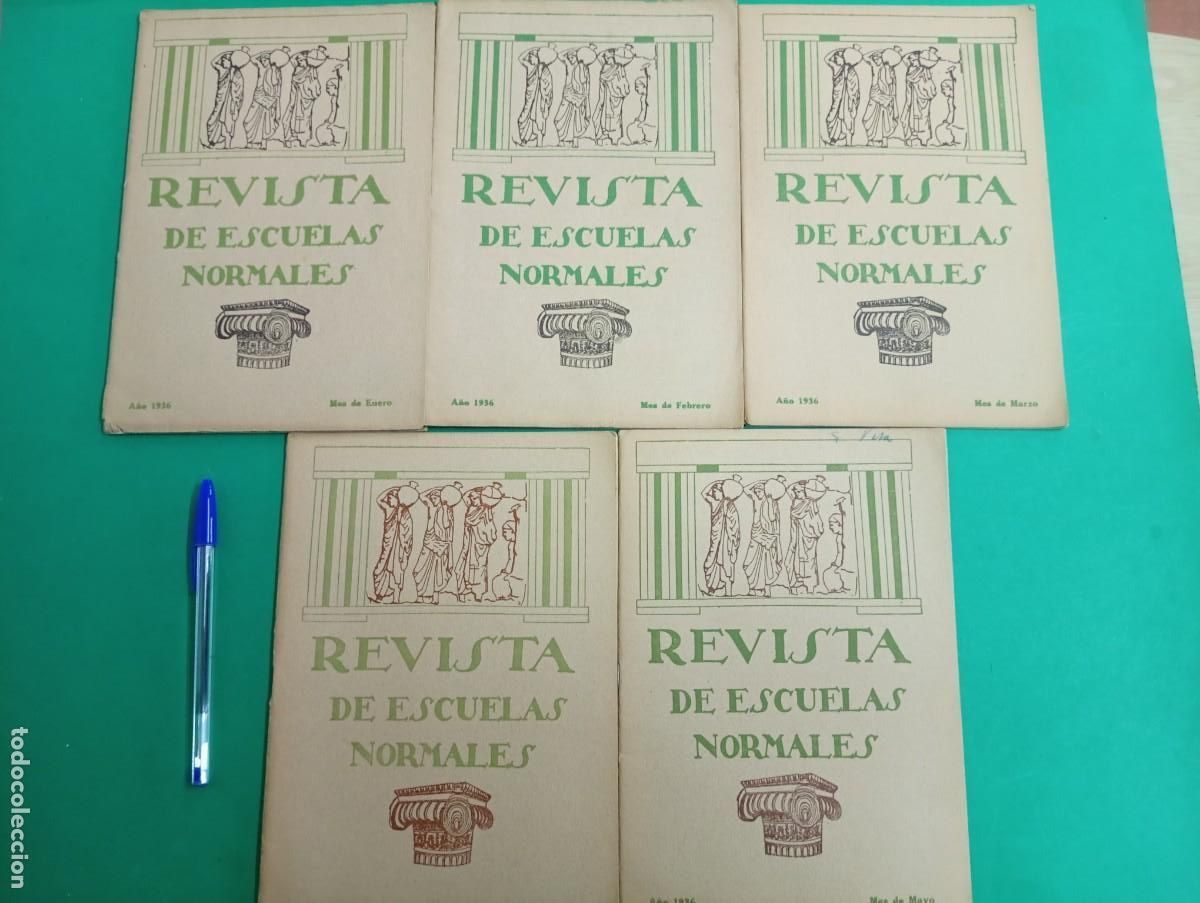 REVISTA
DE ESCUELAS
NORMALES
Año 1936 Mes de Enero
REVISTA
DE ESCUELAS
NORMALES
Año 1936 Mes de Febrero
REVISTA
DE ESCUELAS
NORMALES
Año 1936 Mes de Marzo
REVISTA
DE ESCUELAS
NORMALES
REVISTA
DE ESCUELAS
NORMALES
Año 1936 Mes de Mayo
todocoleccion